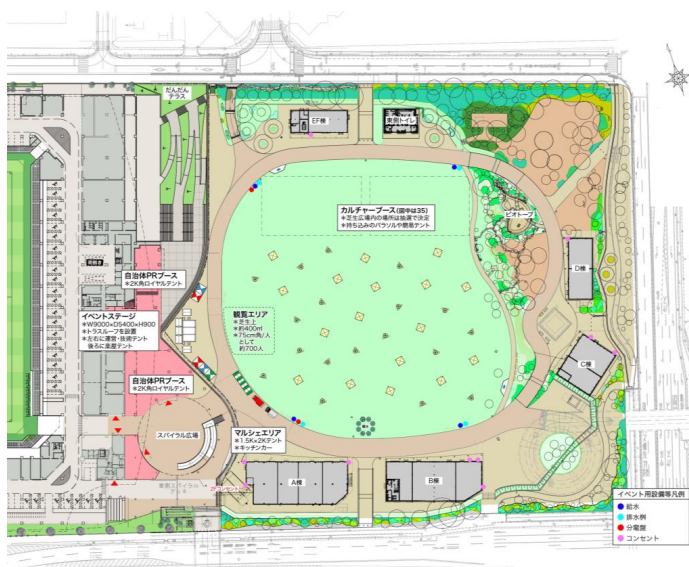 だんだん
テラス
EF棟
東側トイレ
カルチャーブース(図中は35)
＊芝生広場内の場所は抽選で決定
＊持ち込みのパラソルや簡易テント
ビオトープ
D棟
自治体PRブース
＊2K角ロイヤルテント
イベントステージ
＊W9000×D5400×H900
＊トラスルーフを設置
＊左右に運営・技術テント
後ろに楽屋テント
観覧エリア
＊芝生上
＊約400㎡
＊75cm角/人
として
約700人
C棟
自治体PRブース
＊2K角ロイヤルテント
スパイラル広場
マルシェエリア
＊1.5K×2Kテント
＊キッチンカー
A棟
B棟
イベント用設備等凡例
給水
排水桝
分電盤
コンセント